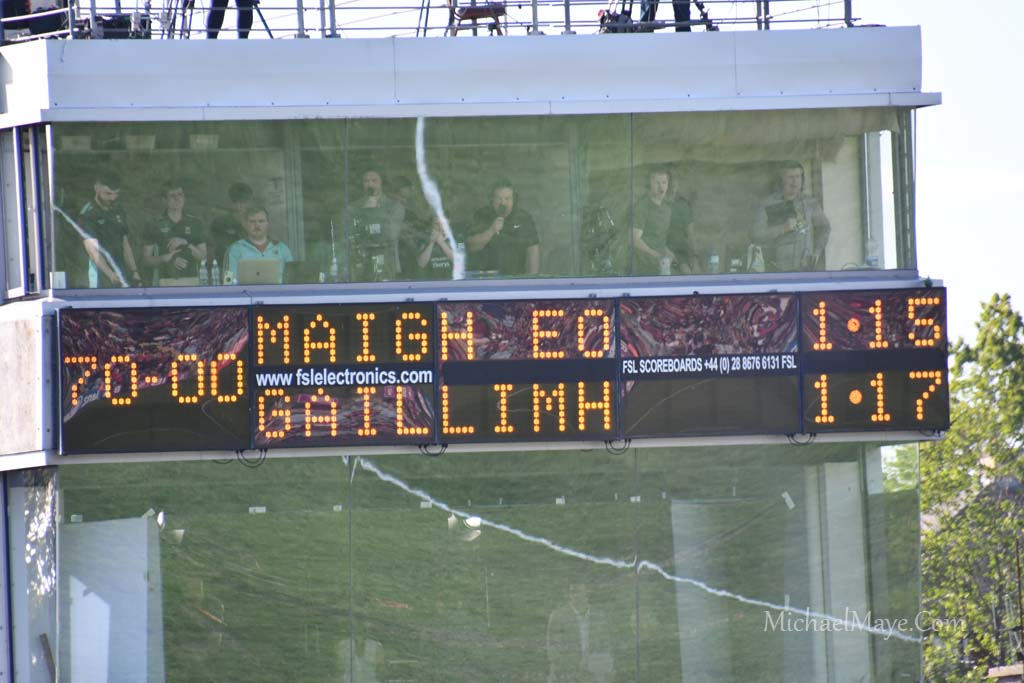 70-00
MAIGH EO 1•15
www fslelectronics.com
FSL SCOREBOARDS +44 (0) 28 8676 6131 FSL
GAILLIMH 1•17
MichaelMaye.Com